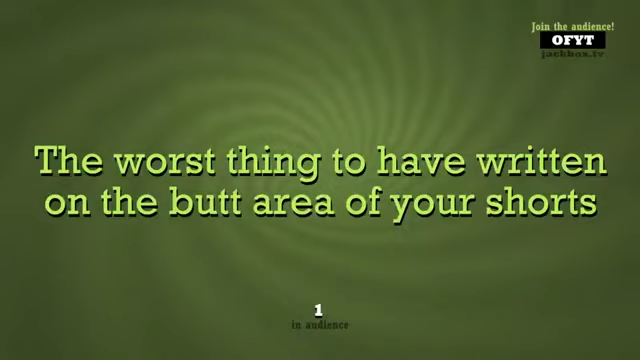 Join the audience!
OFYT
jackbox.tv
The worst thing to have written
on the butt area of your shorts
1
in audience